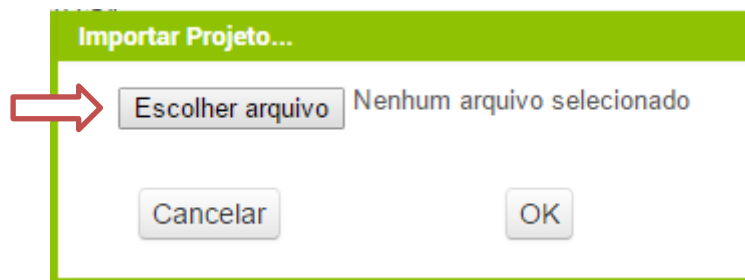 Importar Projeto...
Escolher arquivo Nenhum arquivo selecionado
Cancelar OK